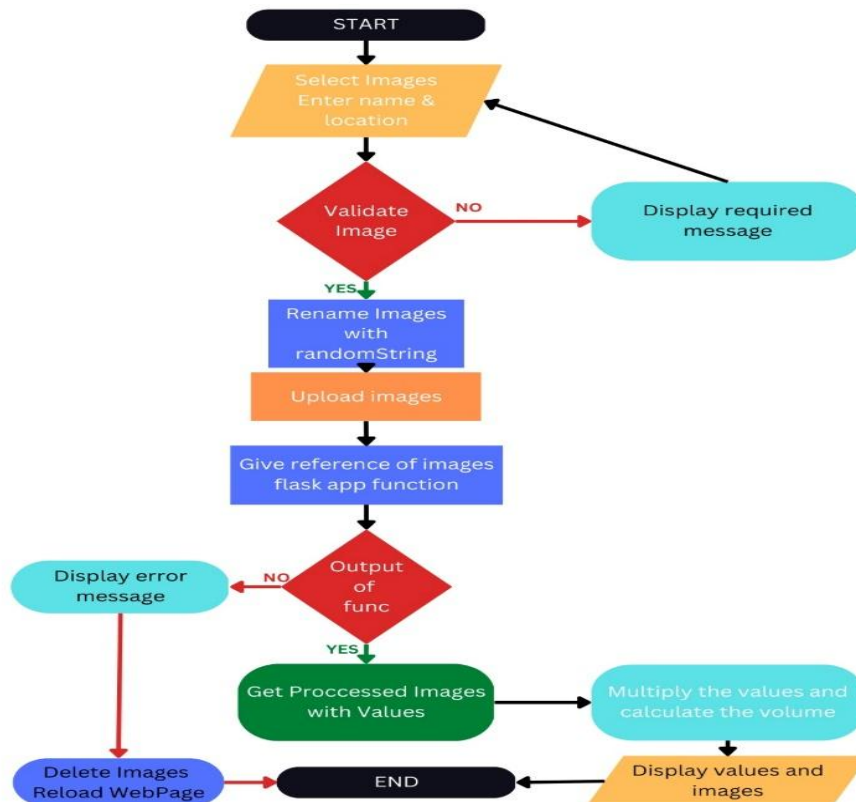 START
Select Images
Enter name &
location
Validate
Image
NO
Display required
message
YES
Rename Images
with
randomString
Upload images
Give reference of images
flask app function
Output
of
func
NO
Display error
message
YES
Get Proccessed Images
with Values
Multiply the values and
calculate the volume
Delete Images
Reload WebPage
END
Display values and
images